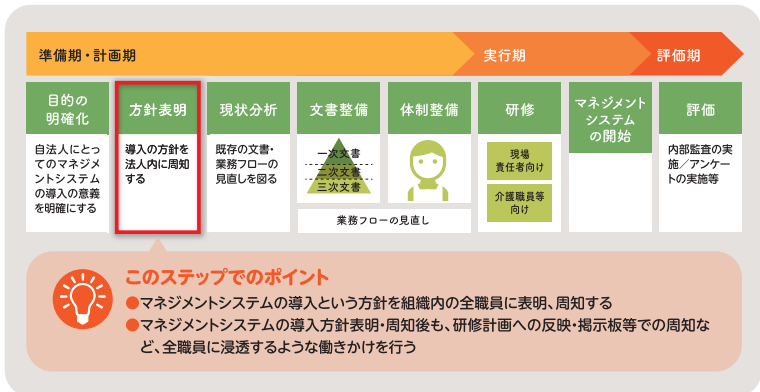 準備期・計画期
実行期
評価期
目的の
明確化
自法人にとっ
てのマネジメ
ントシステム
の導入の意義
を明確にする
方針表明
導入の方針を
法人内に周知
する
現状分析
既存の文書・
業務フローの
見直しを図る
文書整備
一次文書
二次文書
三次文書
体制整備
業務フローの見直し
研修
現場
責任者向け
介護職員等
向け
マネジメント
システム
の開始
評価
内部監査の実
施／アンケー
トの実施等
このステップでのポイント
●マネジメントシステムの導入という方針を組織内の全職員に表明、周知する
●マネジメントシステムの導入方針表明・周知後も、研修計画への反映・掲示板等での周知な
ど、全職員に浸透するような働きかけを行う